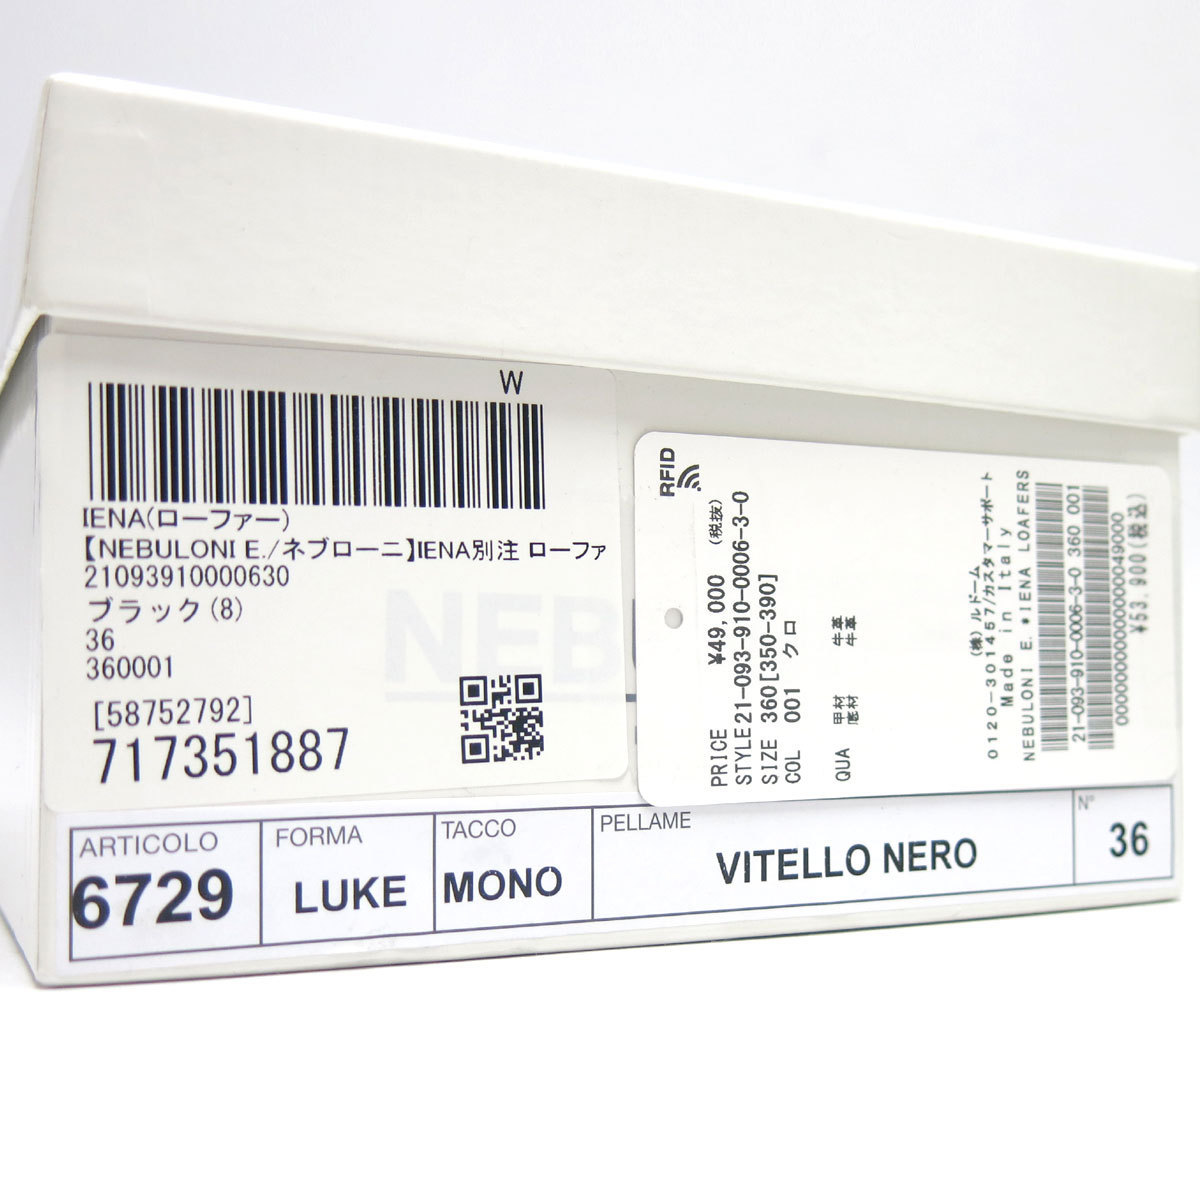 W
IENA(ローファー)
【NEBULONI E./ネブローニ】IENA別注 ローファ
21093910000630
ブラック(8)
36
360001
[58752792]
717351887
NEBU
RFID
PRICE ¥49,000 (税抜)
STYLE 21-093-910-0006-3-0
SIZE 360[350-390]
COL 001 クロ
QUA 甲材 牛革
底材 牛革
(株)ルドーム
0120-301457/カスタマーサポート
Made in Italy
NEBULONI E. *IENA LOAFERS
21-093-910-0006-3-0 360 001
¥53,900(税込)
ARTICOLO
6729
FORMA
LUKE
TACCO
MONO
PELLAME
VITELLO NERO
N°
36